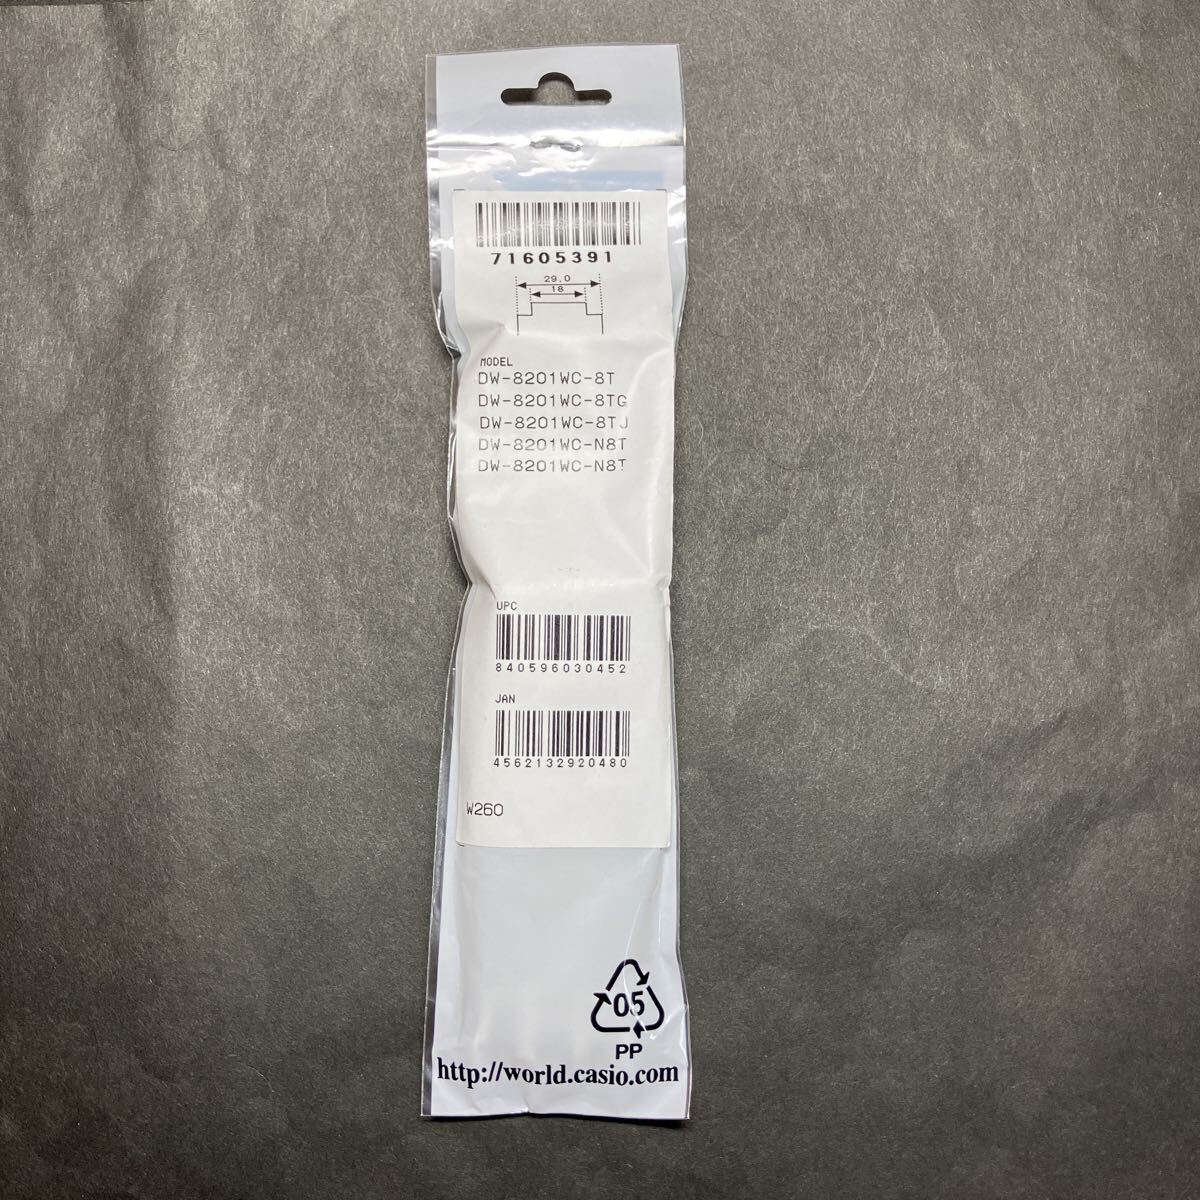 71605391
29.0
18
MODEL
DW-8201WC-8T
DW-8201WC-8TG
DW-8201WC-8TJ
DW-8201WC-N8T
DW-8201WC-N8T
UPC
840596030452
JAN
4562132920480
W260
05
PP
http://world.casio.com